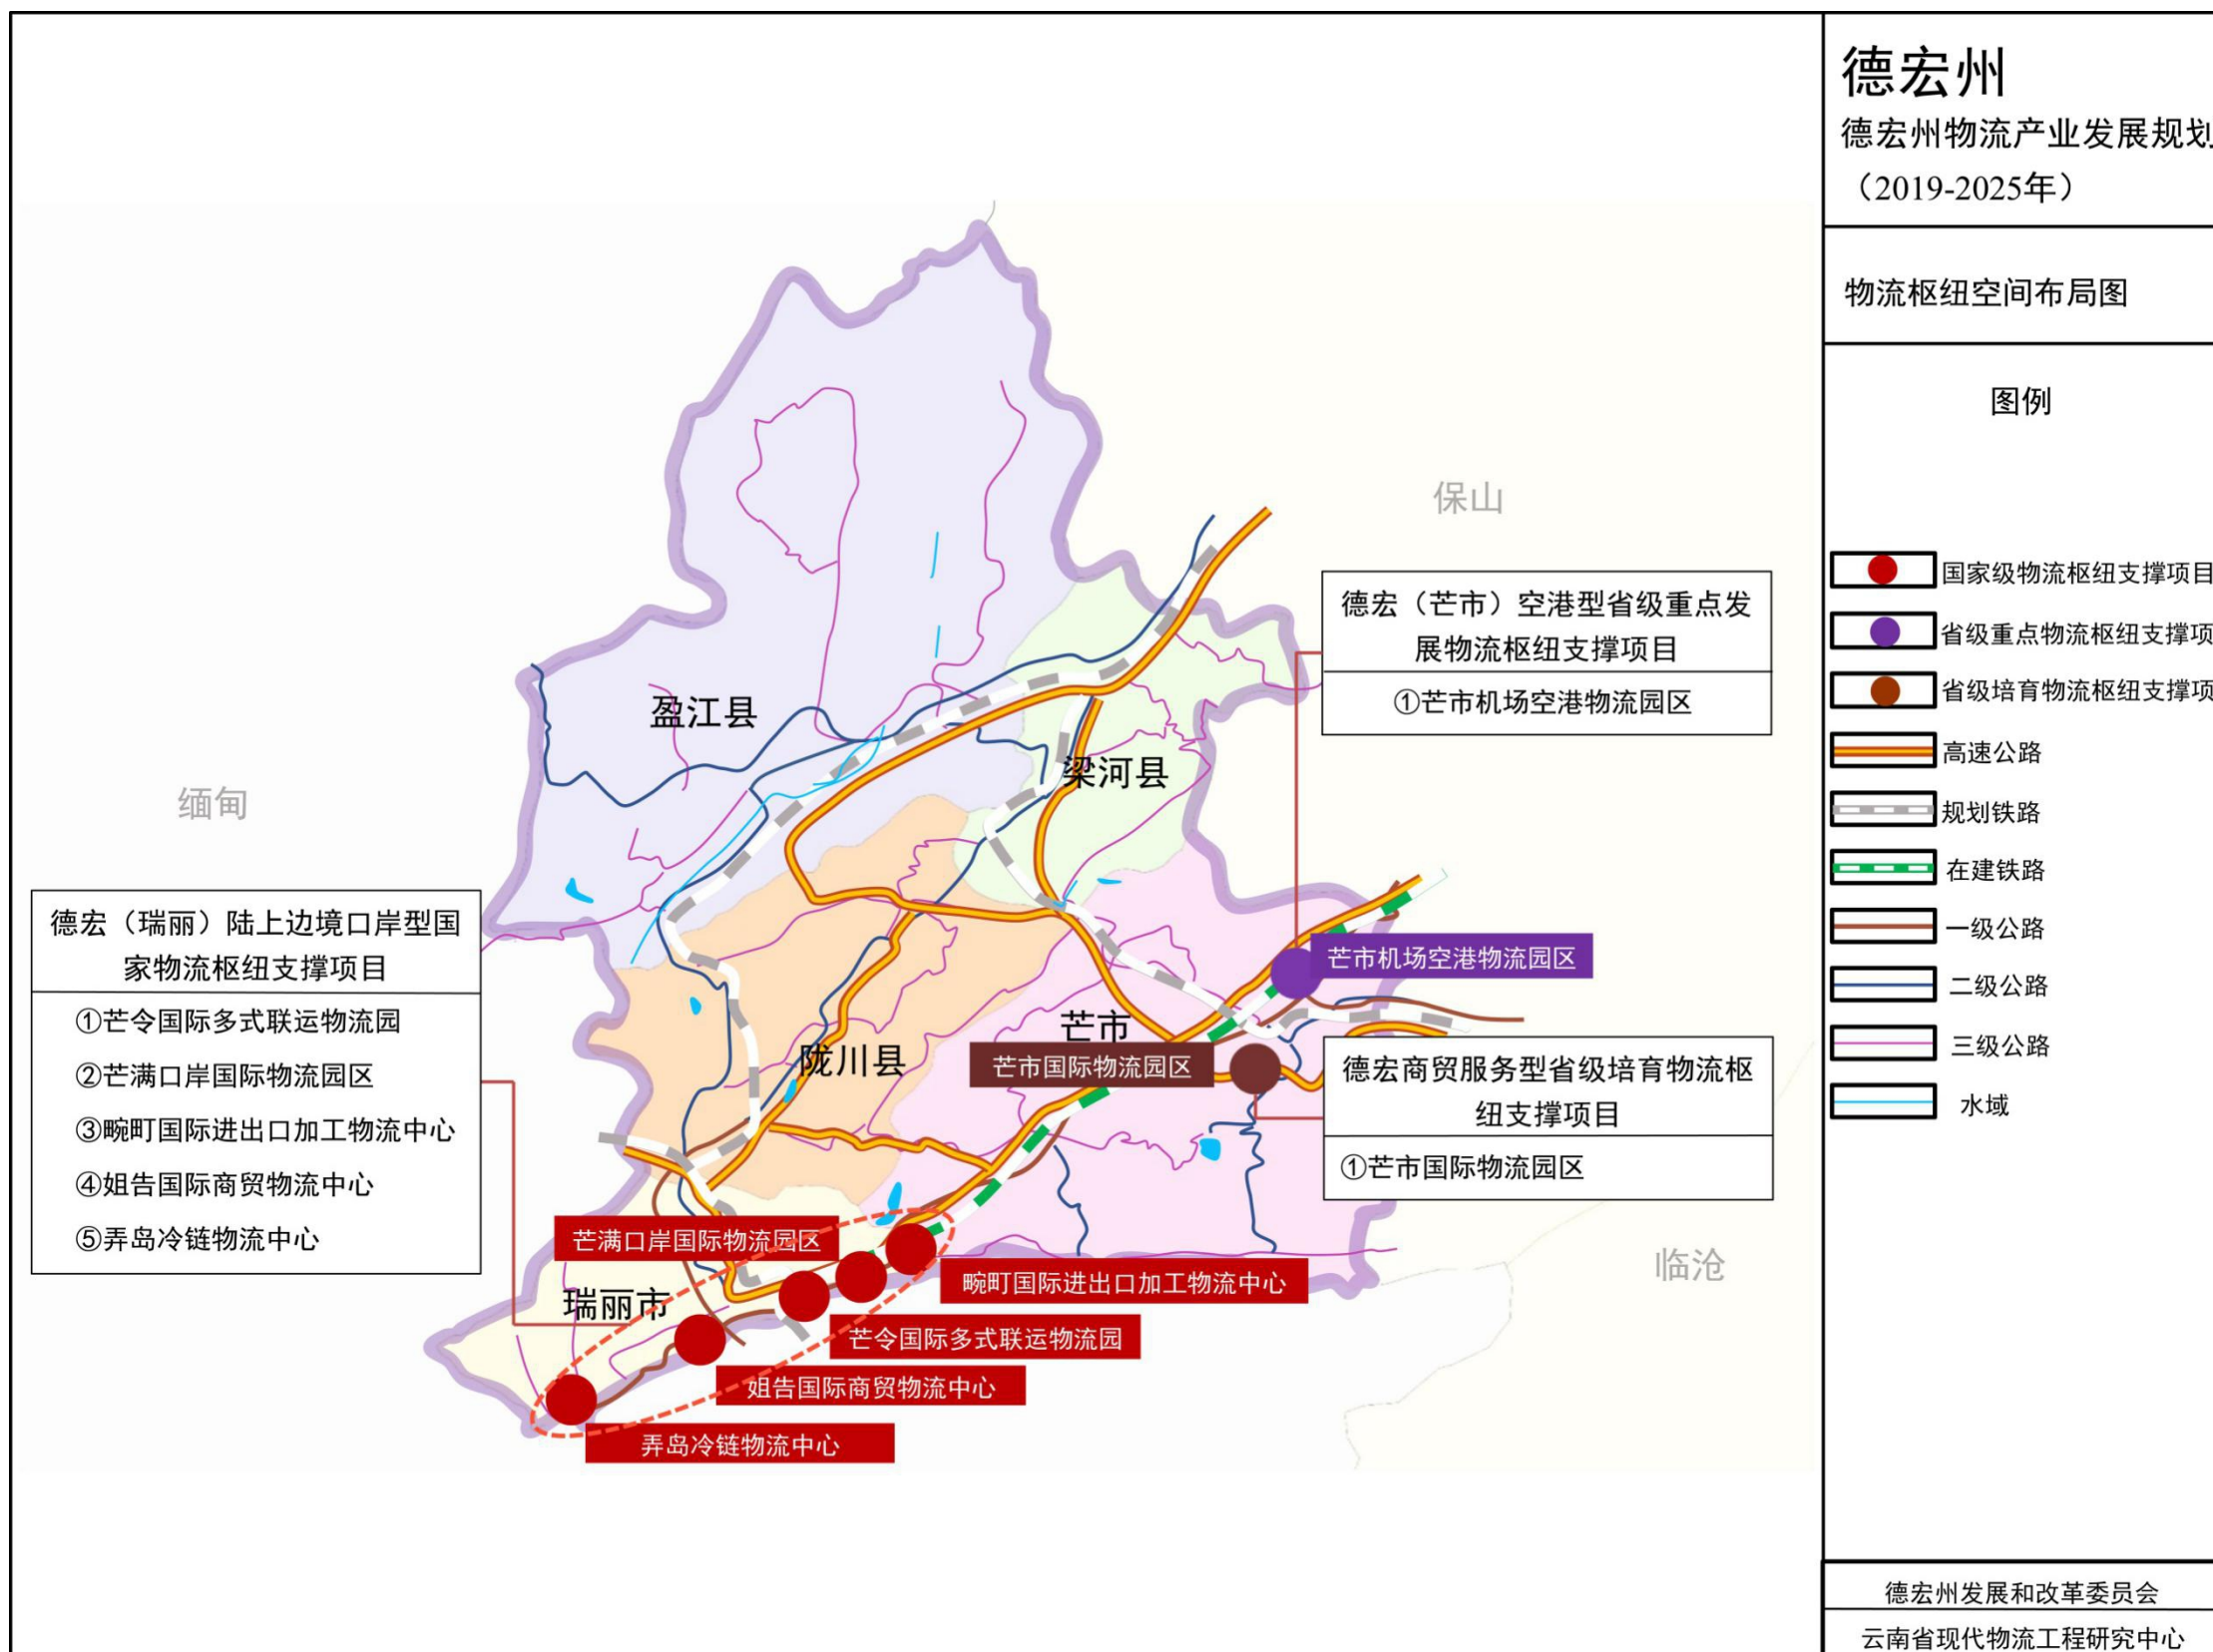 德宏州
德宏州物流产业发展规划
（2019-2025年）
物流枢纽空间布局图
图例
国家级物流枢纽支撑项目
省级重点物流枢纽支撑项
省级培育物流枢纽支撑项
高速公路
规划铁路
在建铁路
一级公路
二级公路
三级公路
水域
德宏州发展和改革委员会
云南省现代物流工程研究中心
保山
缅甸
临沧
盈江县
梁河县
陇川县
芒市
瑞丽市
德宏（芒市）空港型省级重点发
展物流枢纽支撑项目
①芒市机场空港物流园区
芒市机场空港物流园区
芒市国际物流园区
德宏商贸服务型省级培育物流枢
纽支撑项目
①芒市国际物流园区
德宏（瑞丽）陆上边境口岸型国
家物流枢纽支撑项目
①芒令国际多式联运物流园
②芒满口岸国际物流园区
③畹町国际进出口加工物流中心
④姐告国际商贸物流中心
⑤弄岛冷链物流中心
芒满口岸国际物流园区
畹町国际进出口加工物流中心
芒令国际多式联运物流园
姐告国际商贸物流中心
弄岛冷链物流中心